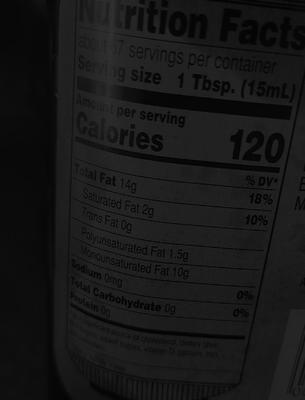 Nutrition Facts
about 67 servings per container
Serving size 1 Tbsp. (15mL)
Amount per serving
Calories 120
% DV*
Total Fat 14g 18%
Saturated Fat 2g 10%
Trans Fat 0g
Polyunsaturated Fat 1.5g
Monounsaturated Fat 10g
Sodium 0mg 0%
Total Carbohydrate 0g 0%
Protein 0g